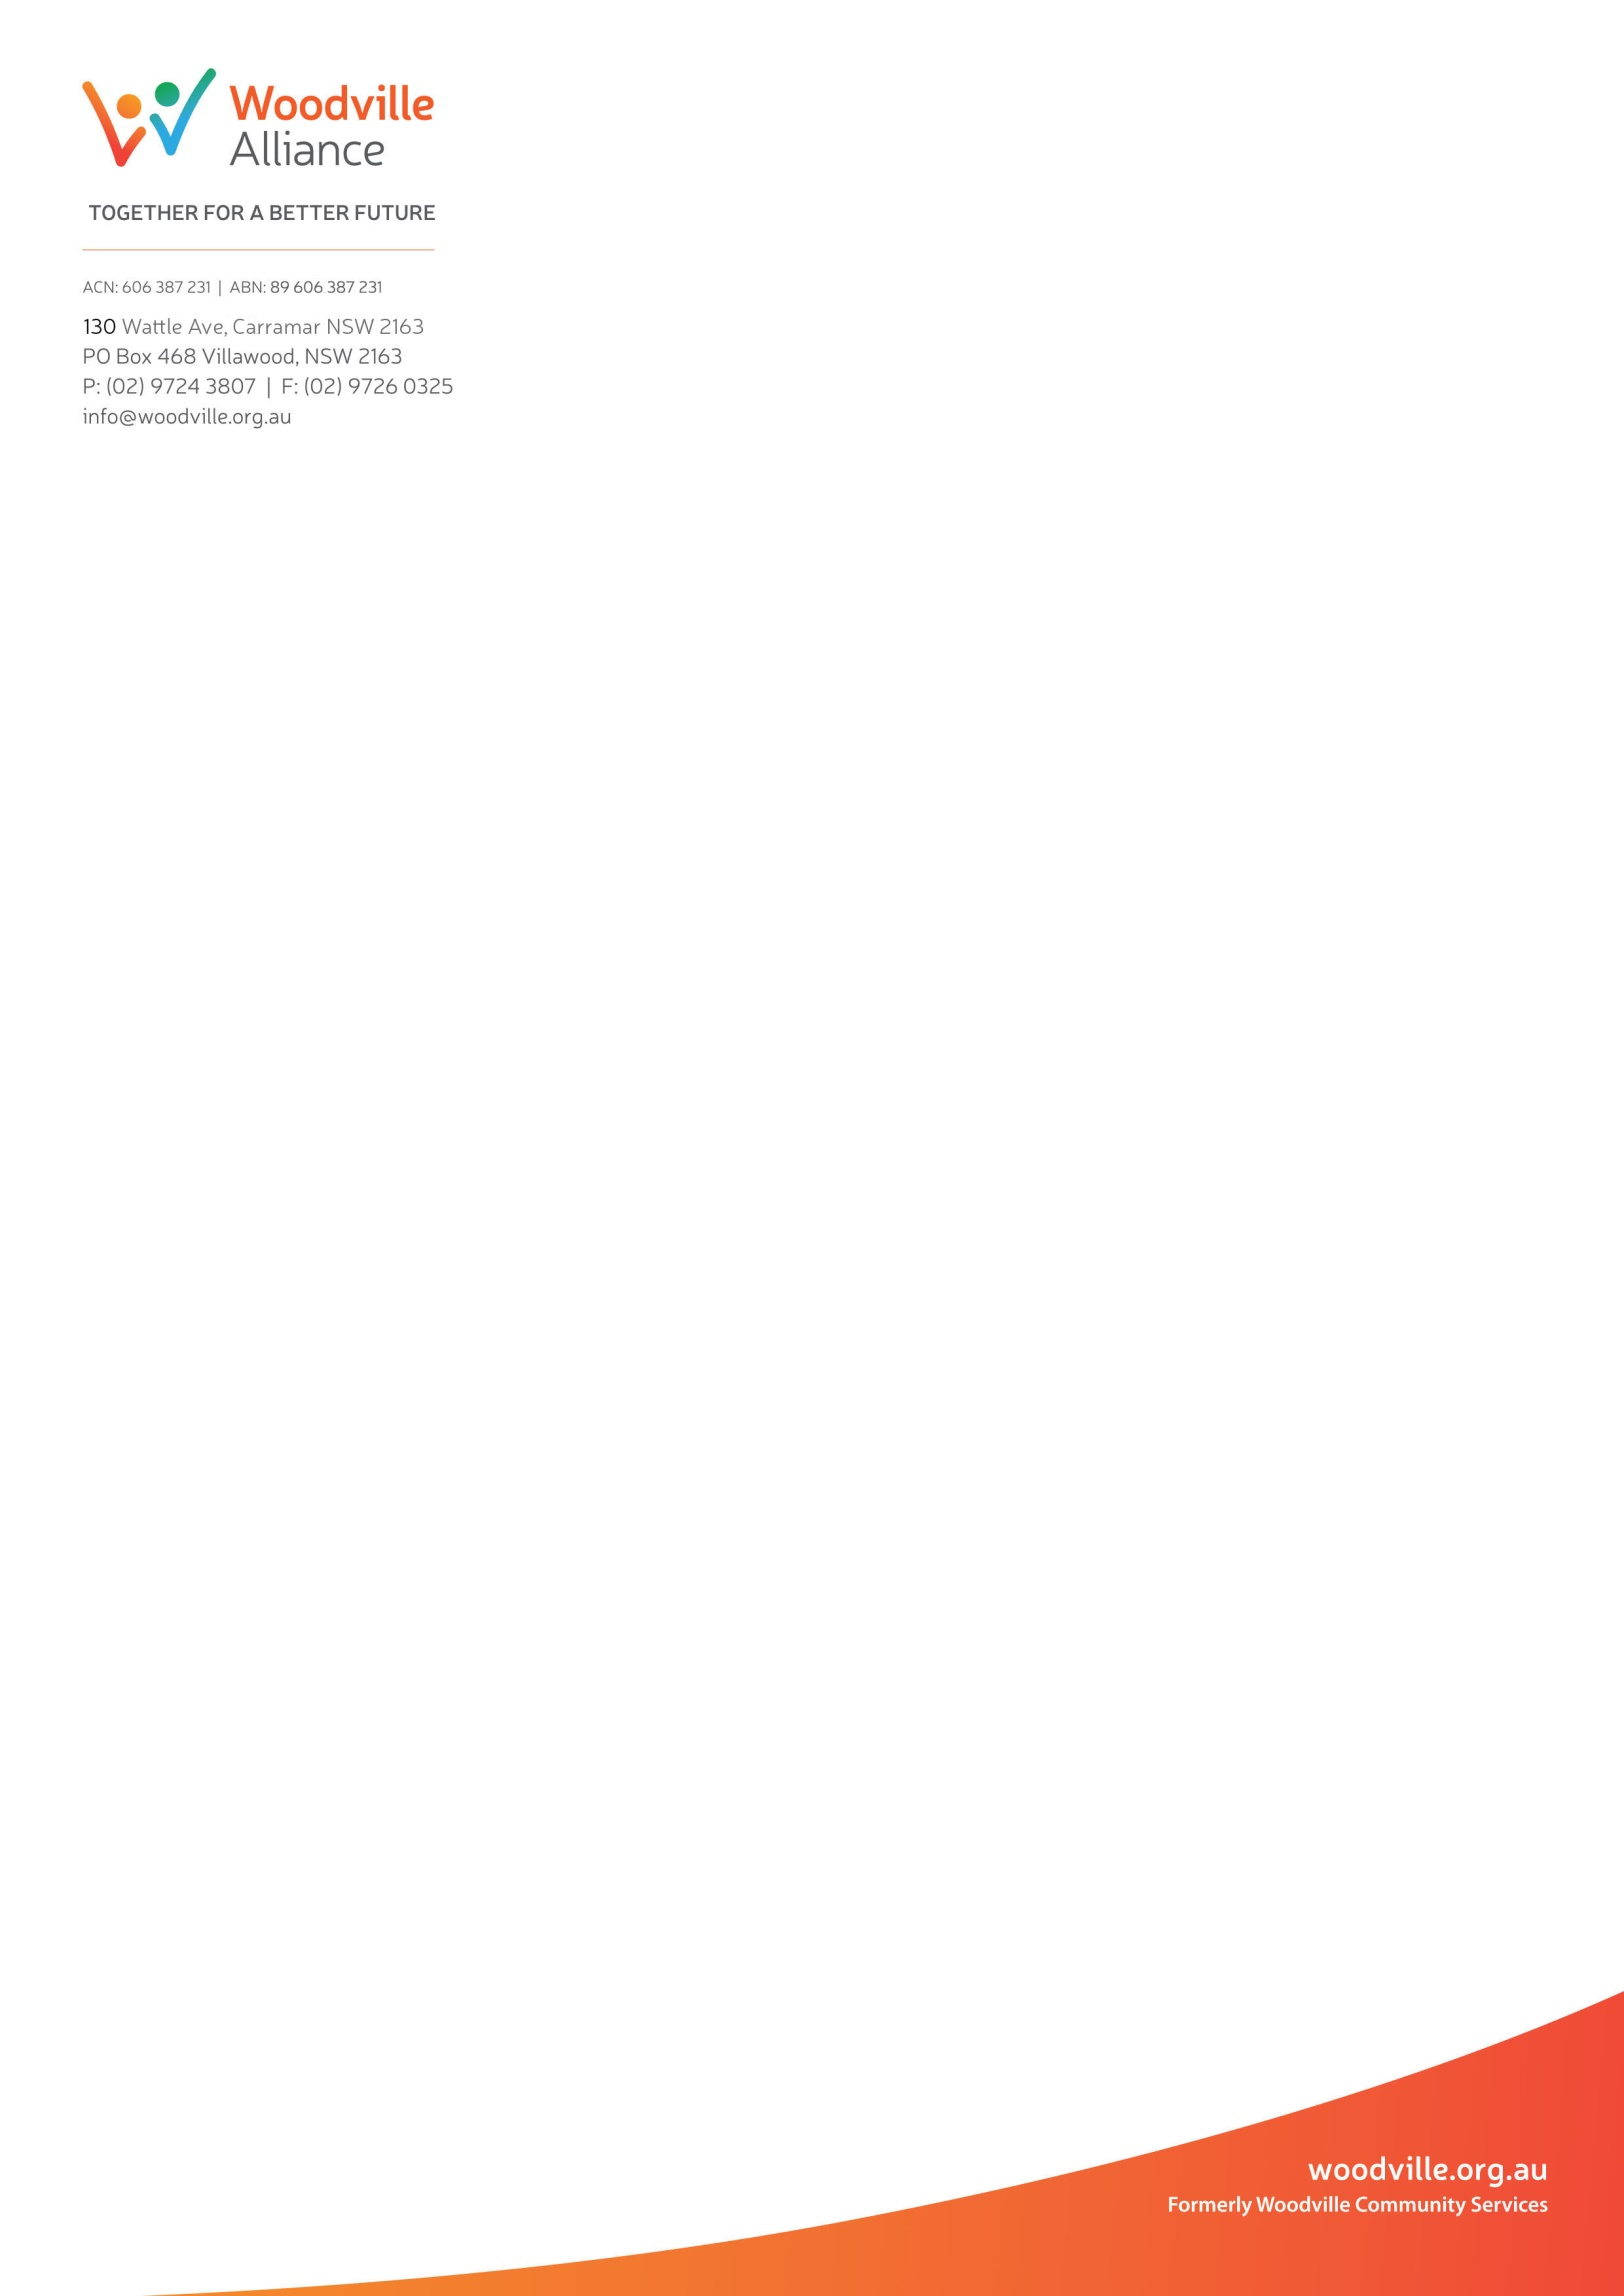 Woodville
Alliance
TOGETHER FOR A BETTER FUTURE
ACN: 606 387 231 | ABN: 89 606 387 231
130 Wattle Ave, Carramar NSW 2163
PO Box 468 Villawood, NSW 2163
P: (02) 9724 3807 | F: (02) 9726 0325
info@woodville.org.au
woodville.org.au
Formerly Woodville Community Services